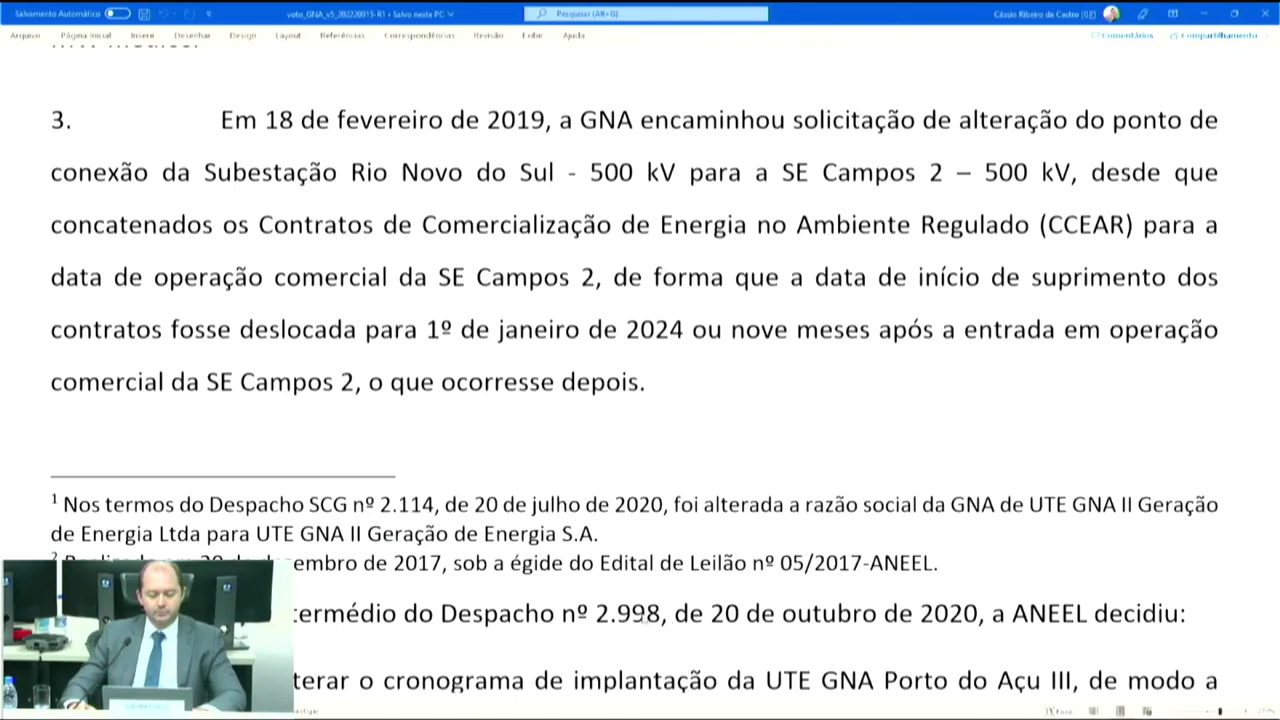 Salvamento Automático
voto_GNA_v5_202220915-R1 • Salvo neste PC
Pesquisar (Alt+G)
Cássio Ribeiro de Castro
Arquivo Página Inicial Inserir Desenhar Design Layout Referências Correspondências Revisão Exibir Ajuda Comentários Compartilhamento
3. Em 18 de fevereiro de 2019, a GNA encaminhou solicitação de alteração do ponto de
conexão da Subestação Rio Novo do Sul - 500 kV para a SE Campos 2 – 500 kV, desde que
concatenados os Contratos de Comercialização de Energia no Ambiente Regulado (CCEAR) para a
data de operação comercial da SE Campos 2, de forma que a data de início de suprimento dos
contratos fosse deslocada para 1º de janeiro de 2024 ou nove meses após a entrada em operação
comercial da SE Campos 2, o que ocorresse depois.
1 Nos termos do Despacho SCG nº 2.114, de 20 de julho de 2020, foi alterada a razão social da GNA de UTE GNA II Geração
de Energia Ltda para UTE GNA II Geração de Energia S.A.
embro de 2017, sob a égide do Edital de Leilão nº 05/2017-ANEEL.
termédio do Despacho nº 2.998, de 20 de outubro de 2020, a ANEEL decidiu:
terar o cronograma de implantação da UTE GNA Porto do Açu III, de modo a